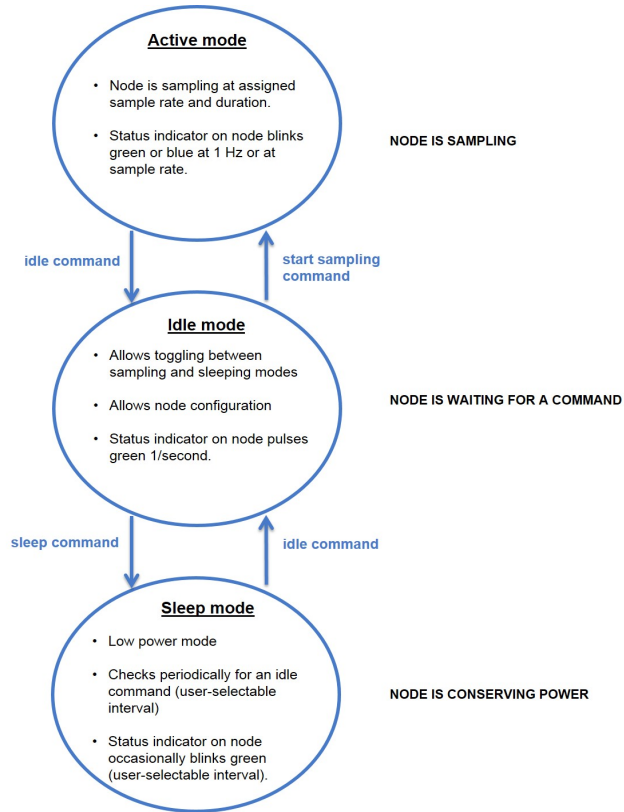 Active mode
• Node is sampling at assigned
sample rate and duration.
• Status indicator on node blinks
green or blue at 1 Hz or at
sample rate.
NODE IS SAMPLING
idle command
start sampling
command
Idle mode
• Allows toggling between
sampling and sleeping modes
• Allows node configuration
• Status indicator on node pulses
green 1/second.
NODE IS WAITING FOR A COMMAND
sleep command
idle command
Sleep mode
• Low power mode
• Checks periodically for an idle
command (user-selectable
interval)
• Status indicator on node
occasionally blinks green
(user-selectable interval).
NODE IS CONSERVING POWER